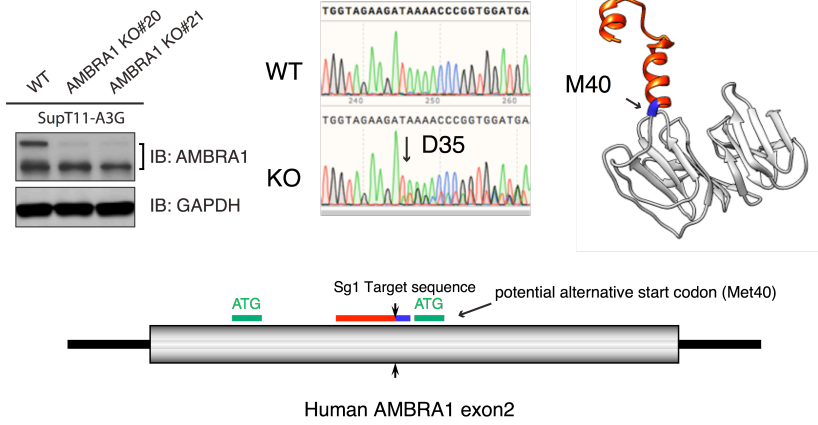 WT
AMBRA1 KO#20
AMBRA1 KO#21
SupT11-A3G
IB: AMBRA1
IB: GAPDH
TGGTAGAAGATAAAACCCGGTGGATGA
WT
240 250 260
TGGTAGAAGATAAAACCCGGTGGATGA
D35
KO
M40
Sg1 Target sequence
ATG
ATG
potential alternative start codon (Met40)
Human AMBRA1 exon2